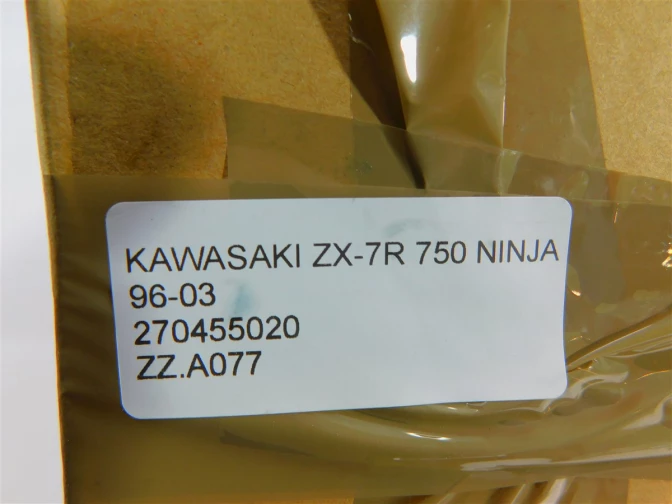 KAWASAKI ZX-7R 750 NINJA
96-03
270455020
ZZ.A077